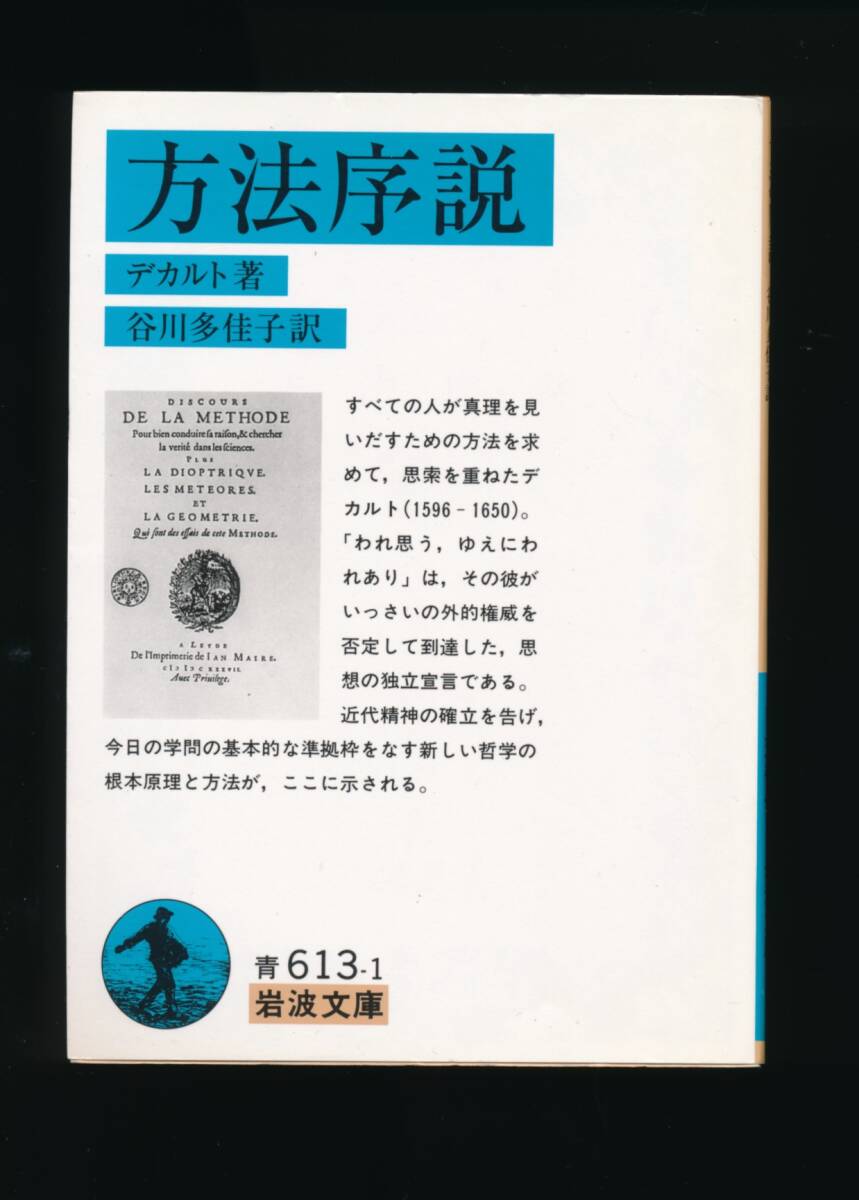 方法序説
デカルト著
谷川多佳子訳
DISCOURS
DE LA METHODE
Pour bien conduire ſa raiſon, & chercher
la verité dans les ſciences.
PLUS
LA DIOPTRIQVE.
LES METEORES.
ET
LA GEOMETRIE.
Qui ſont des eſſais de cete METHODE.
A LEYDE
De l'Imprimerie de IAN MAIRE.
cIɔ Iɔc XXXVII.
Auec Priuilege.
すべての人が真理を見
いだすための方法を求
めて，思索を重ねたデ
カルト(1596－1650)。
「われ思う，ゆえにわ
れあり」は，その彼が
いっさいの外的権威を
否定して到達した，思
想の独立宣言である。
近代精神の確立を告げ，
今日の学問の基本的な準拠枠をなす新しい哲学の
根本原理と方法が，ここに示される。
青613-1
岩波文庫